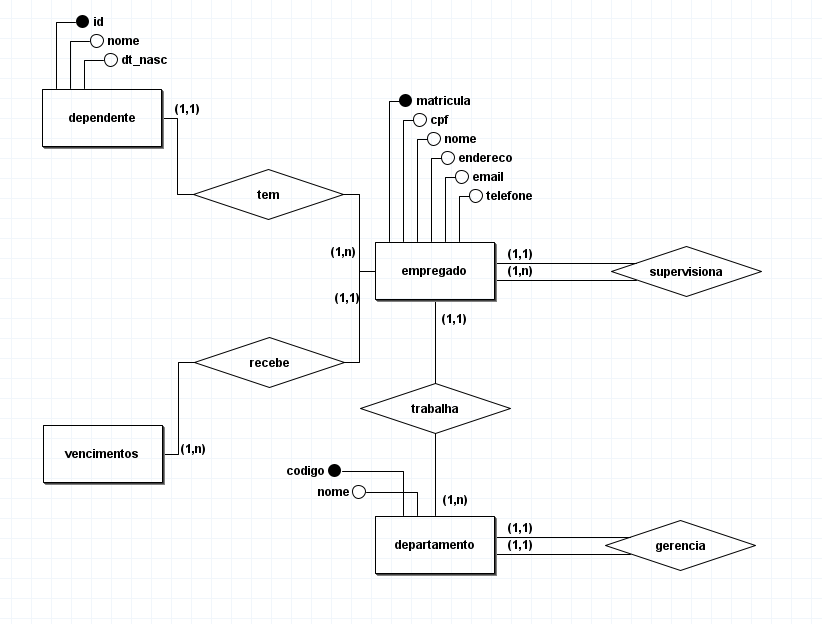 id
nome
dt_nasc
dependente
(1,1)
tem
matricula
cpf
nome
endereco
email
telefone
(1,n)
empregado
(1,1)
(1,n)
supervisiona
(1,1)
(1,1)
recebe
trabalha
vencimentos
(1,n)
codigo
nome
(1,n)
departamento
(1,1)
(1,1)
gerencia